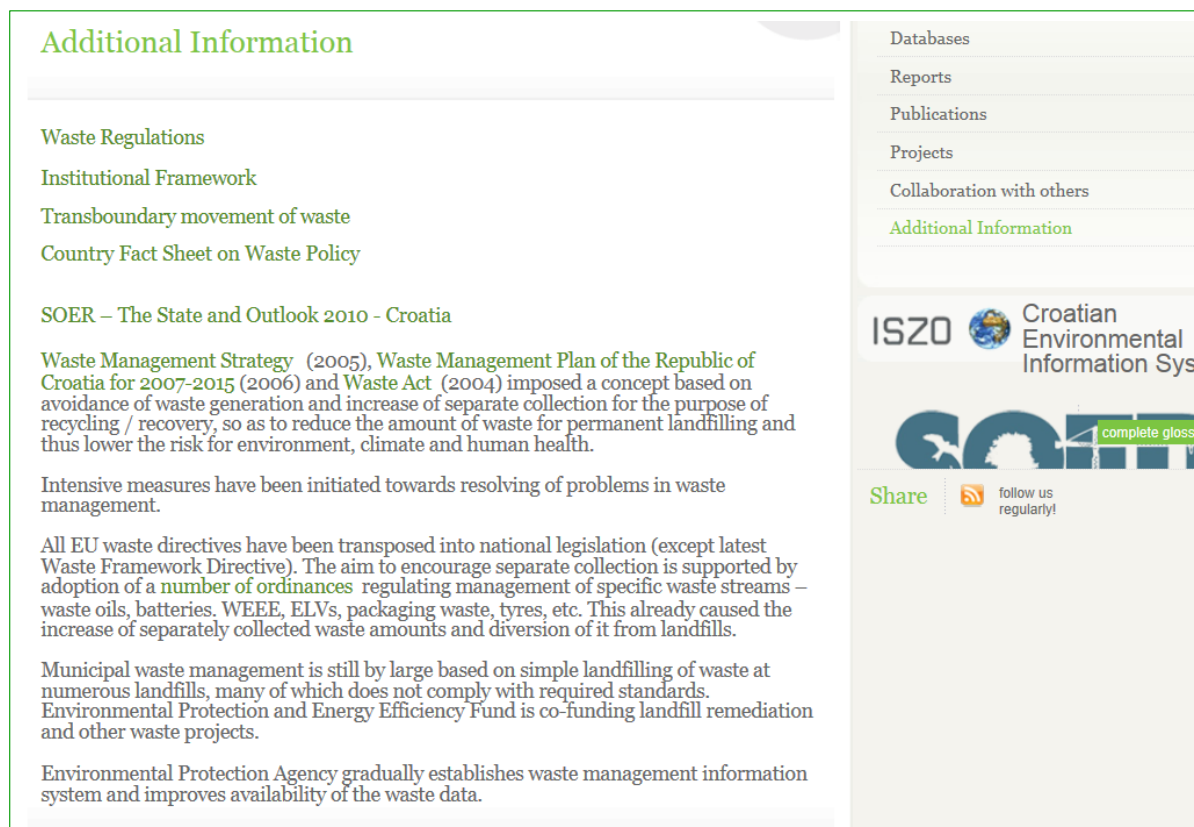 Additional Information
Waste Regulations
Institutional Framework
Transboundary movement of waste
Country Fact Sheet on Waste Policy
SOER – The State and Outlook 2010 - Croatia
Waste Management Strategy (2005), Waste Management Plan of the Republic of
Croatia for 2007-2015 (2006) and Waste Act (2004) imposed a concept based on
avoidance of waste generation and increase of separate collection for the purpose of
recycling / recovery, so as to reduce the amount of waste for permanent landfilling and
thus lower the risk for environment, climate and human health.
Intensive measures have been initiated towards resolving of problems in waste
management.
All EU waste directives have been transposed into national legislation (except latest
Waste Framework Directive). The aim to encourage separate collection is supported by
adoption of a number of ordinances regulating management of specific waste streams –
waste oils, batteries. WEEE, ELVs, packaging waste, tyres, etc. This already caused the
increase of separately collected waste amounts and diversion of it from landfills.
Municipal waste management is still by large based on simple landfilling of waste at
numerous landfills, many of which does not comply with required standards.
Environmental Protection and Energy Efficiency Fund is co-funding landfill remediation
and other waste projects.
Environmental Protection Agency gradually establishes waste management information
system and improves availability of the waste data.
Databases
Reports
Publications
Projects
Collaboration with others
Additional Information
ISZO
Croatian
Environmental
Information Sys
complete gloss
Share
follow us
regularly!